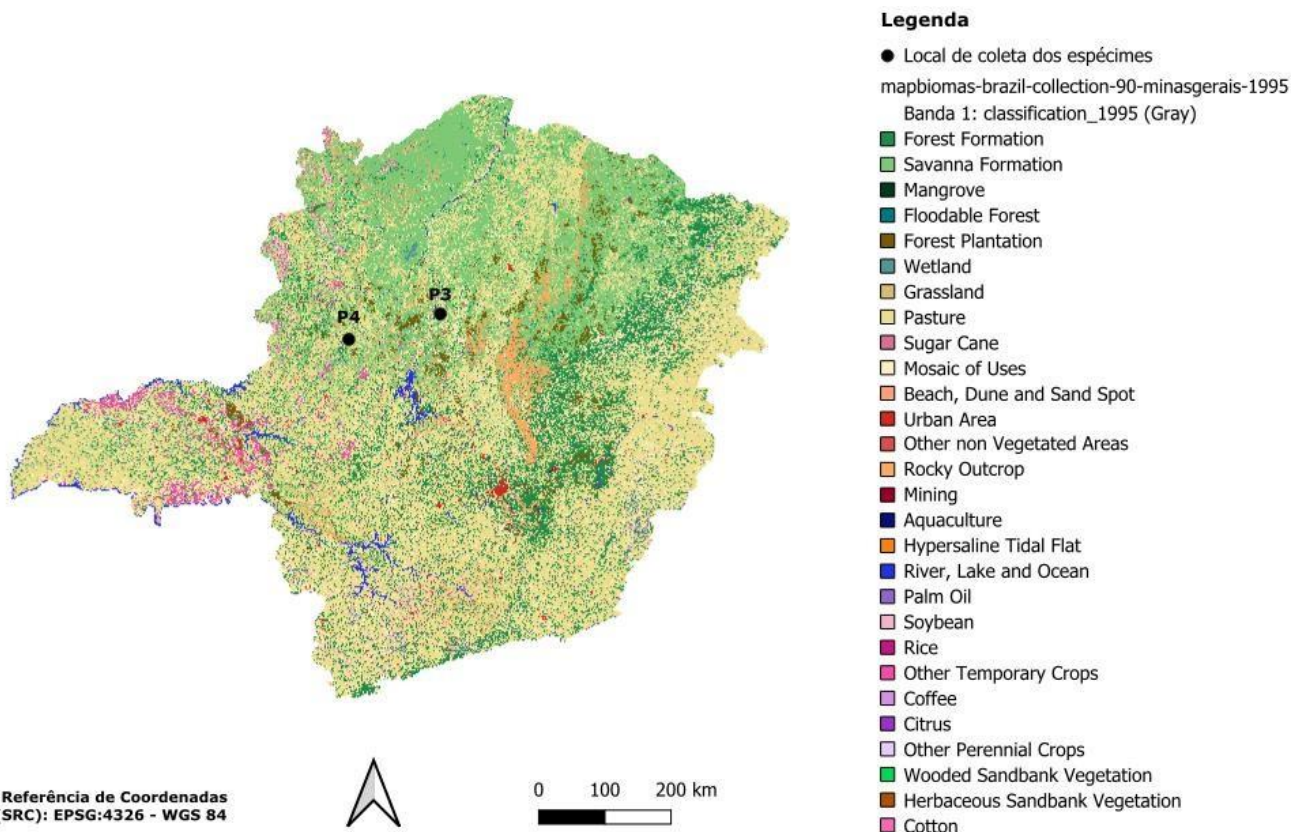 Legenda
Local de coleta dos espécimes
mapbiomas-brazil-collection-90-minasgerais-1995
Banda 1: classification_1995 (Gray)
Forest Formation
Savanna Formation
Mangrove
Floodable Forest
Forest Plantation
Wetland
Grassland
Pasture
Sugar Cane
Mosaic of Uses
Beach, Dune and Sand Spot
Urban Area
Other non Vegetated Areas
Rocky Outcrop
Mining
Aquaculture
Hypersaline Tidal Flat
River, Lake and Ocean
Palm Oil
Soybean
Rice
Other Temporary Crops
Coffee
Citrus
Other Perennial Crops
Wooded Sandbank Vegetation
Herbaceous Sandbank Vegetation
Cotton
P3
P4
0 100 200 km
Referência de Coordenadas
(SRC): EPSG:4326 - WGS 84